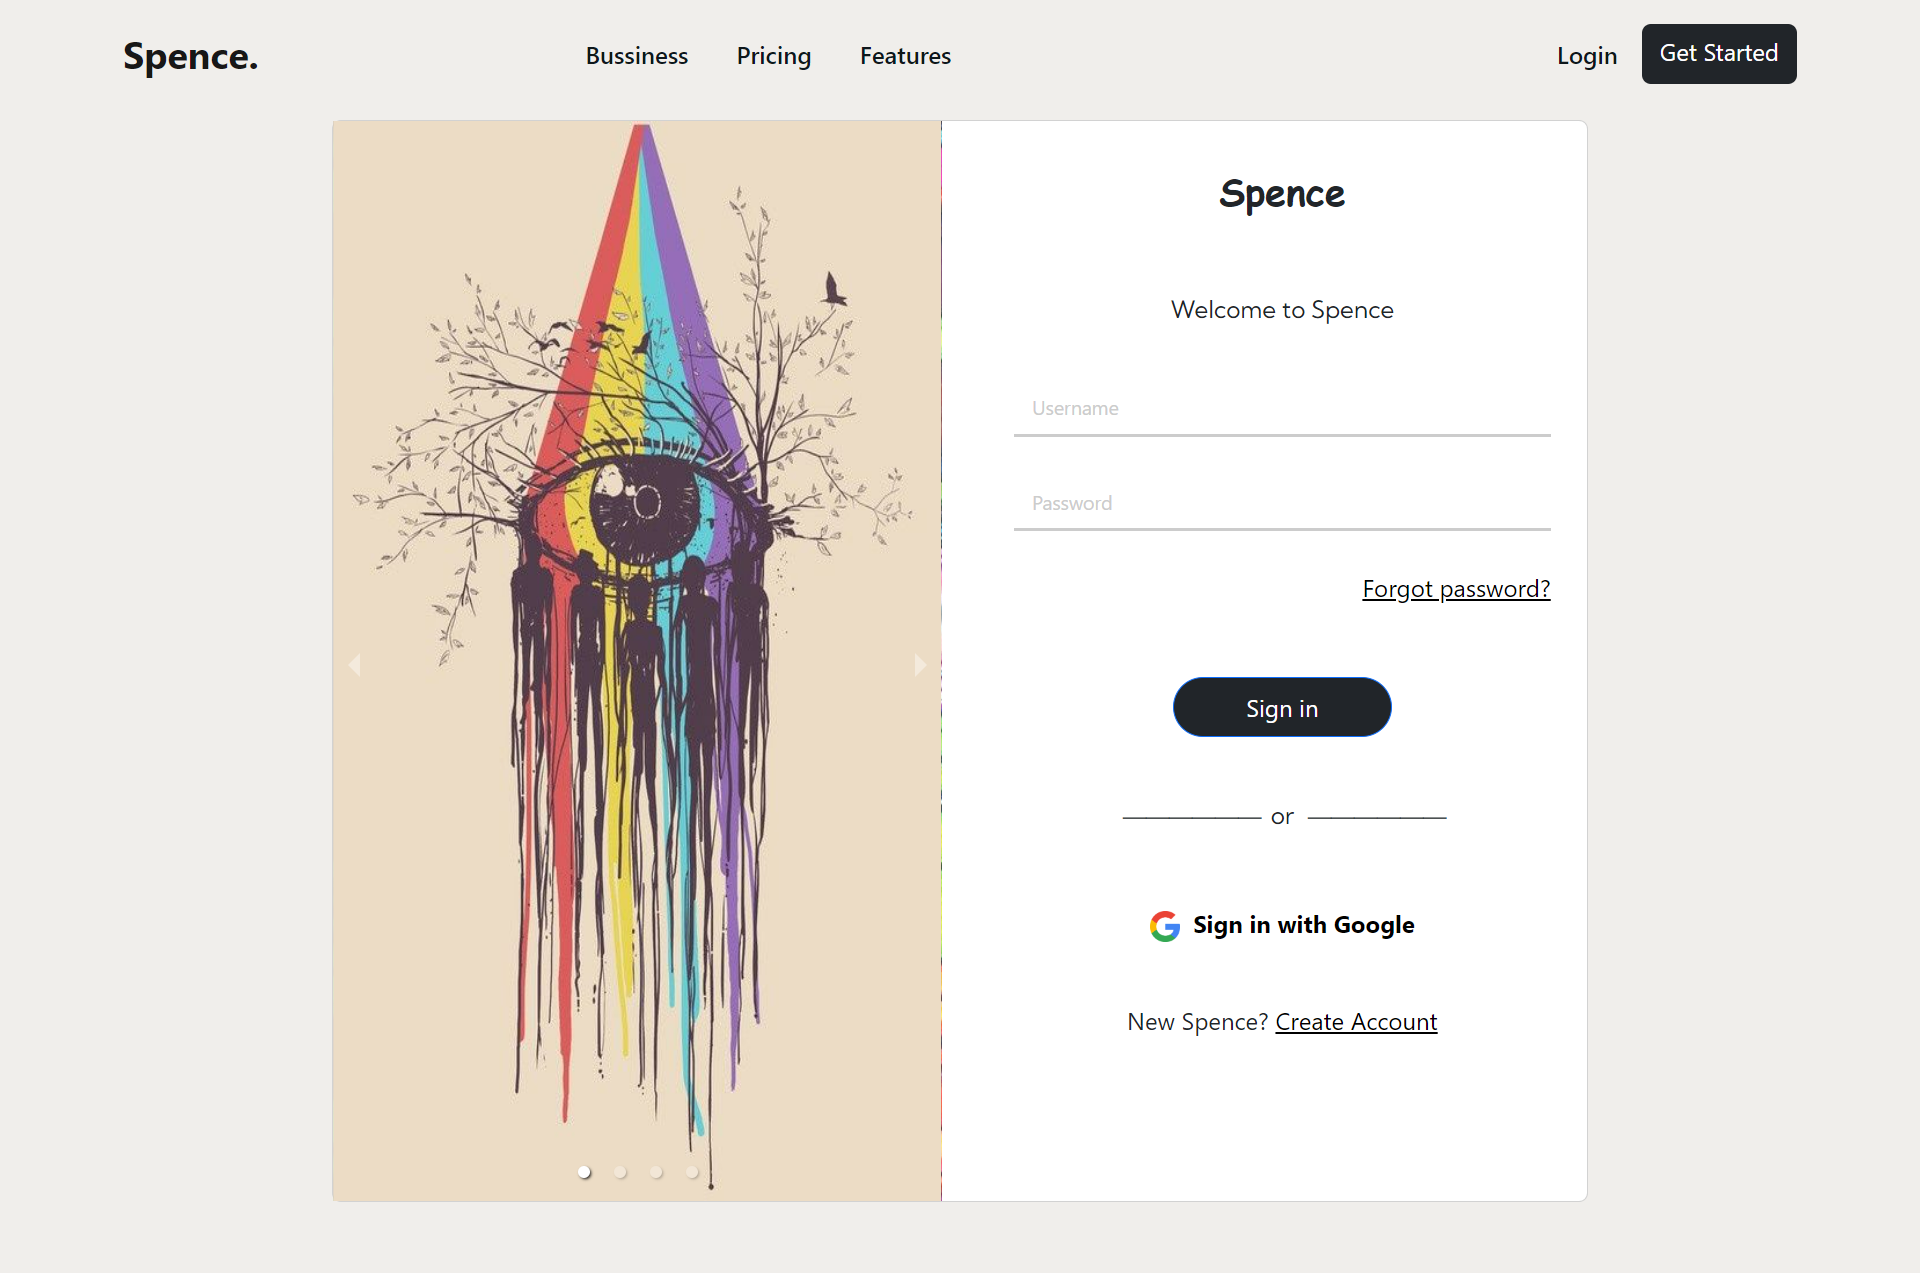 Spence.
Bussiness
Pricing
Features
Login
Get Started
Spence
Welcome to Spence
Username
Password
Forgot password?
Sign in
or
Sign in with Google
New Spence? Create Account